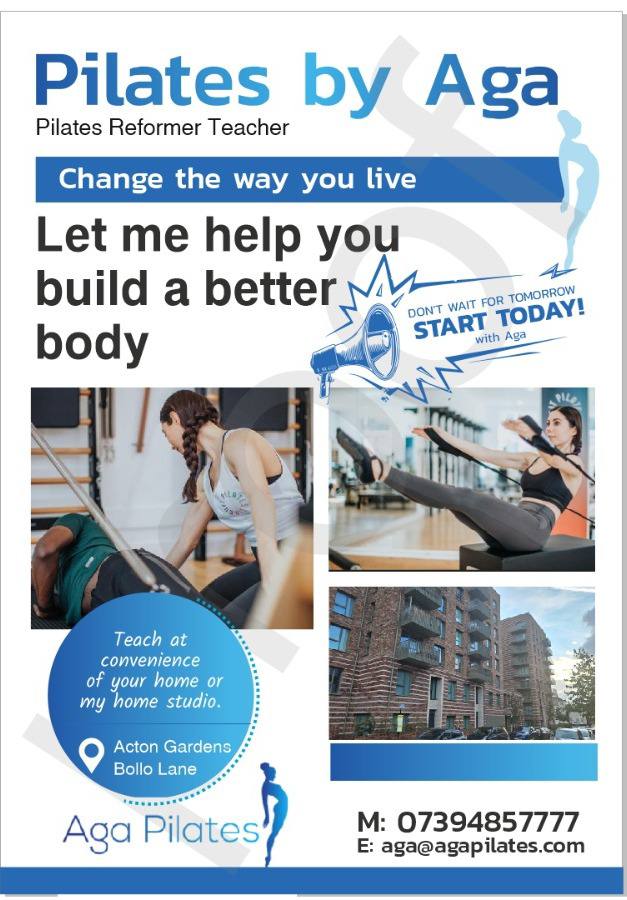 Pilates by Aga
Pilates Reformer Teacher
Change the way you live
Let me help you
build a better
body
DON'T WAIT FOR TOMORROW
START TODAY!
with Aga
Teach at
convenience
of your home or
my home studio.
Acton Gardens
Bollo Lane
Aga Pilates
M: 07394857777
E: aga@agapilates.com